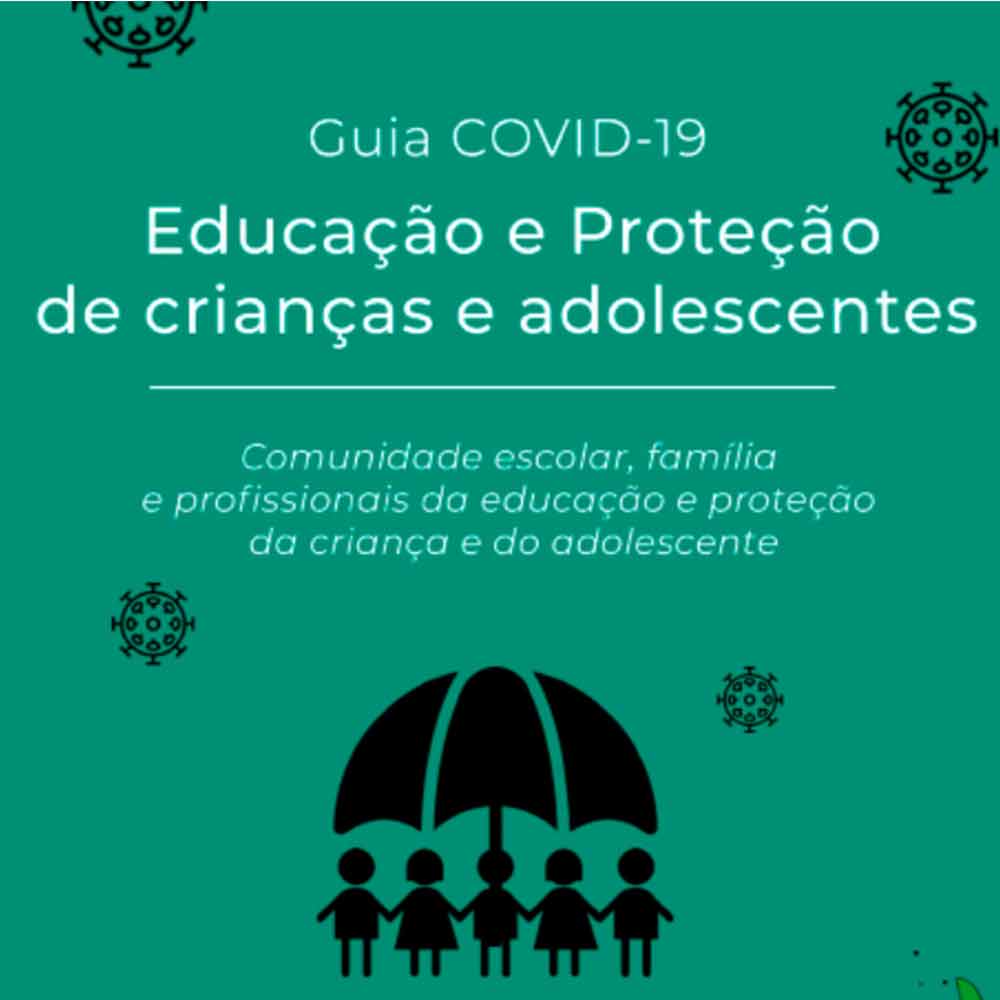 Guia COVID-19
Educação e Proteção
de crianças e adolescentes
Comunidade escolar, família
e profissionais da educação e proteção
da criança e do adolescente